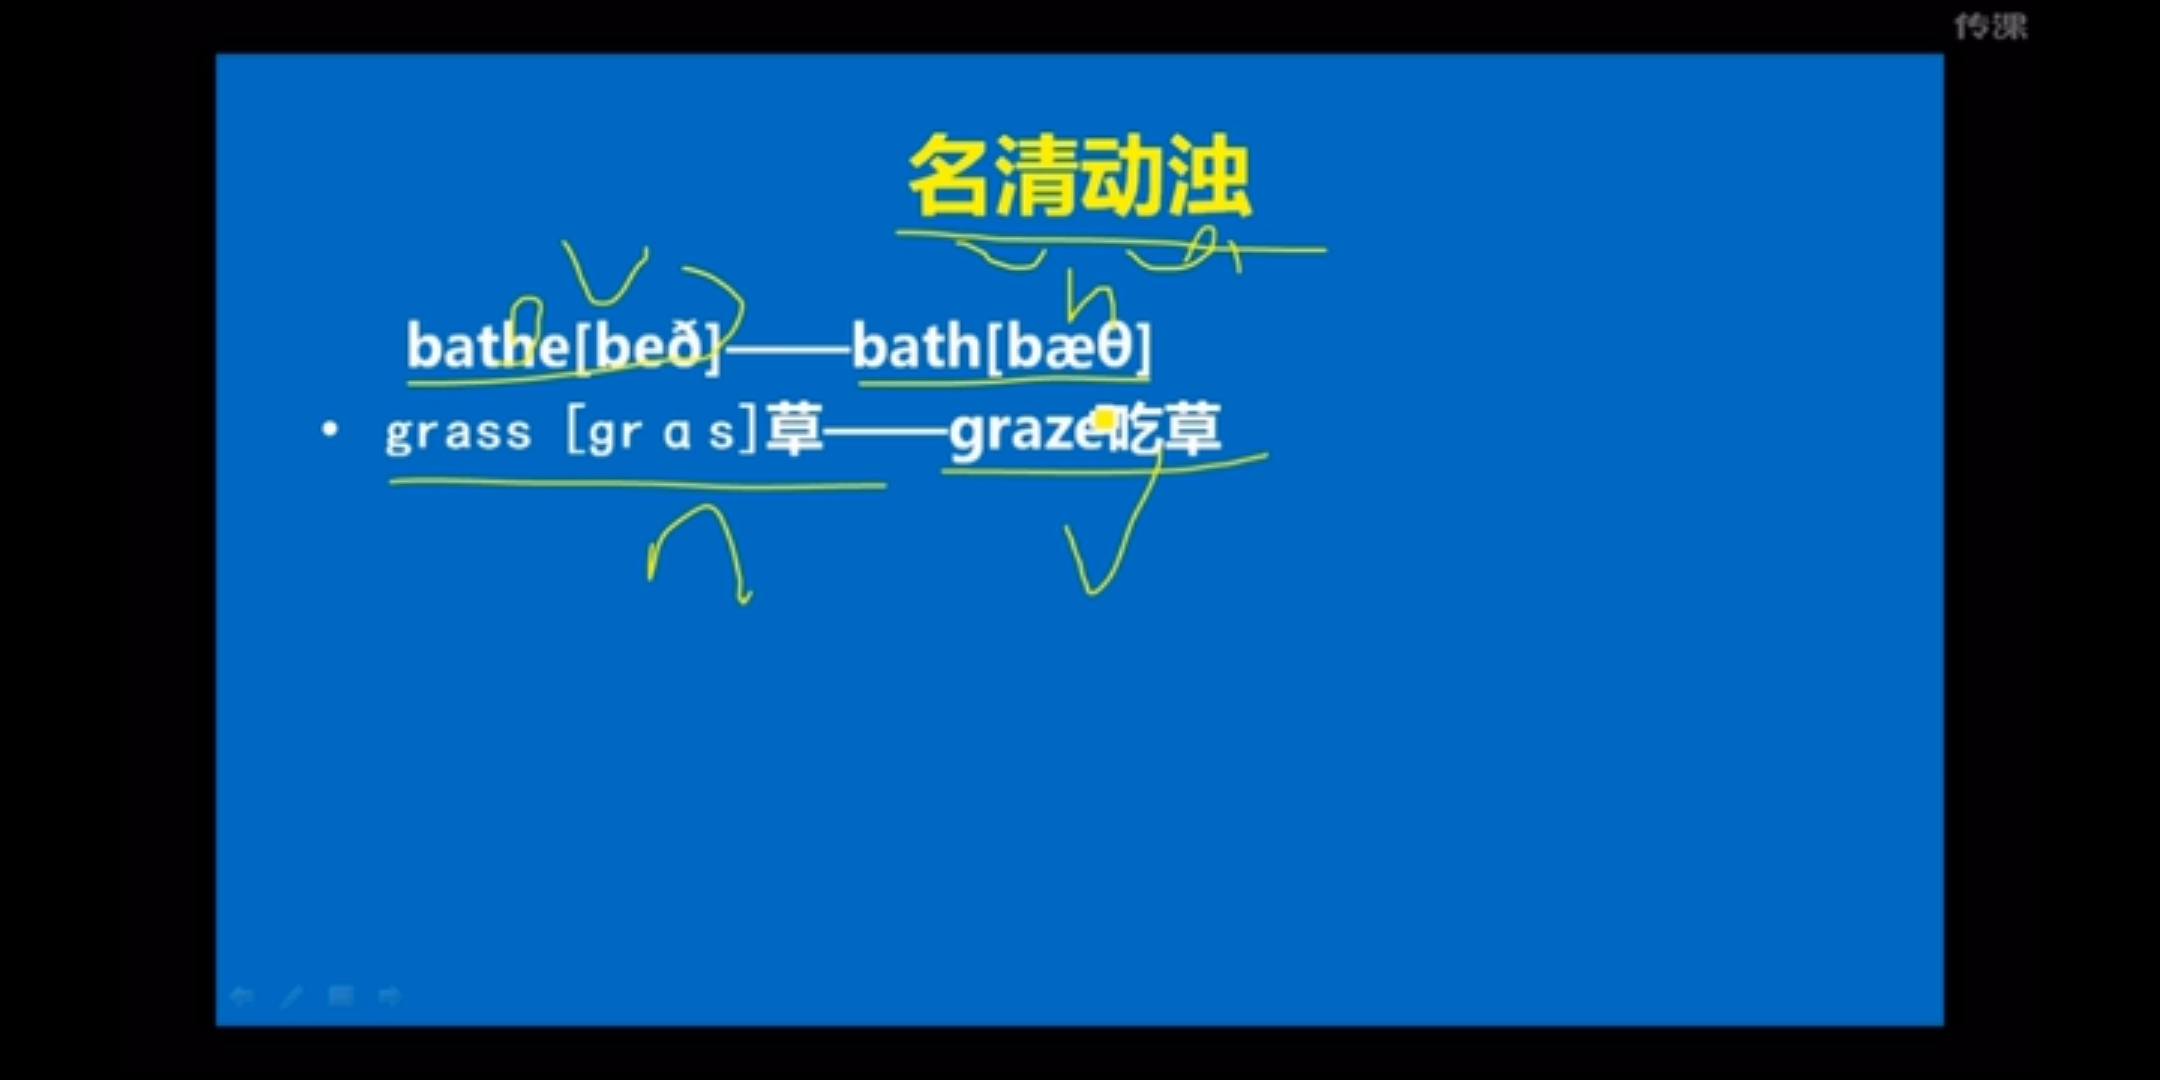 传课
名清动浊
v
n
bathe[beð]——bath[bæθ]
• grass [grɑs]草——graze吃草
n
v